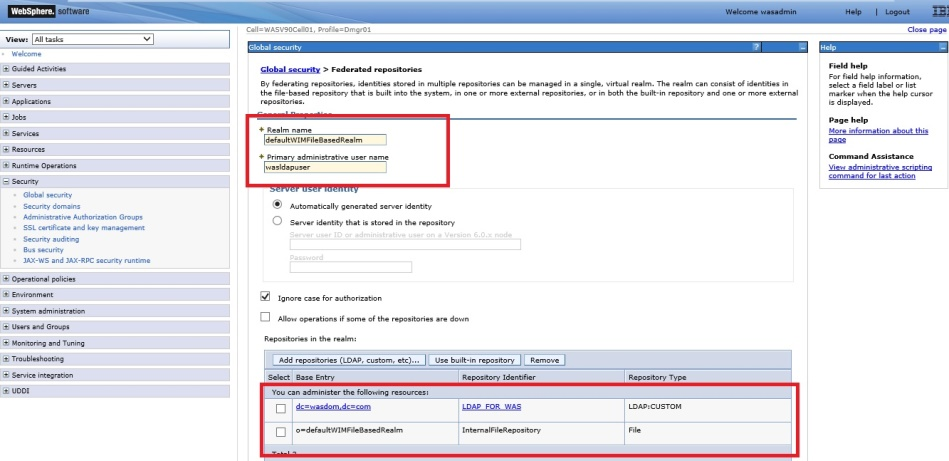 WebSphere. software
Welcome wasadmin
Help | Logout
IBM
View: All tasks
Welcome
Guided Activities
Servers
Applications
Jobs
Services
Resources
Runtime Operations
Security
Global security
Security domains
Administrative Authorization Groups
SSL certificate and key management
Security auditing
Bus security
JAX-WS and JAX-RPC security runtime
Operational policies
Environment
System administration
Users and Groups
Monitoring and Tuning
Troubleshooting
Service integration
UDDI
Cell=WASV90Cell01, Profile=Dmgr01
Close page
Global security
?
Global security > Federated repositories
By federating repositories, identities stored in multiple repositories can be managed in a single, virtual realm. The realm can consist of identities in
the file-based repository that is built into the system, in one or more external repositories, or in both the built-in repository and one or more external
repositories.
General Properties
Realm name
defaultWIMFileBasedRealm
Primary administrative user name
wasldapuser
Server user identity
Automatically generated server identity
Server identity that is stored in the repository
Server user ID or administrative user on a Version 6.0.x node
Password
Ignore case for authorization
Allow operations if some of the repositories are down
Repositories in the realm:
Add repositories (LDAP, custom, etc)... Use built-in repository Remove
Select Base Entry Repository Identifier Repository Type
You can administer the following resources:
dc=wasdom,dc=com LDAP_FOR_WAS LDAP:CUSTOM
o=defaultWIMFileBasedRealm InternalFileRepository File
Total 2
Help
Field help
For field help information,
select a field label or list
marker when the help cursor
is displayed.
Page help
More information about this
page
Command Assistance
View administrative scripting
command for last action